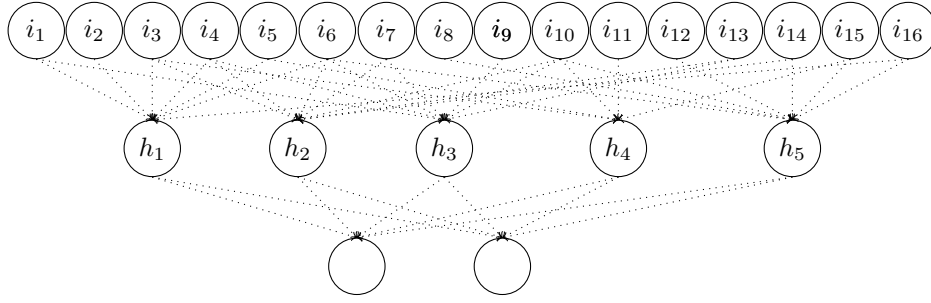 i₁ i₂ i₃ i₄ i₅ i₆ i₇ i₈ i₉ i₁₀ i₁₁ i₁₂ i₁₃ i₁₄ i₁₅ i₁₆
h₁ h₂ h₃ h₄ h₅